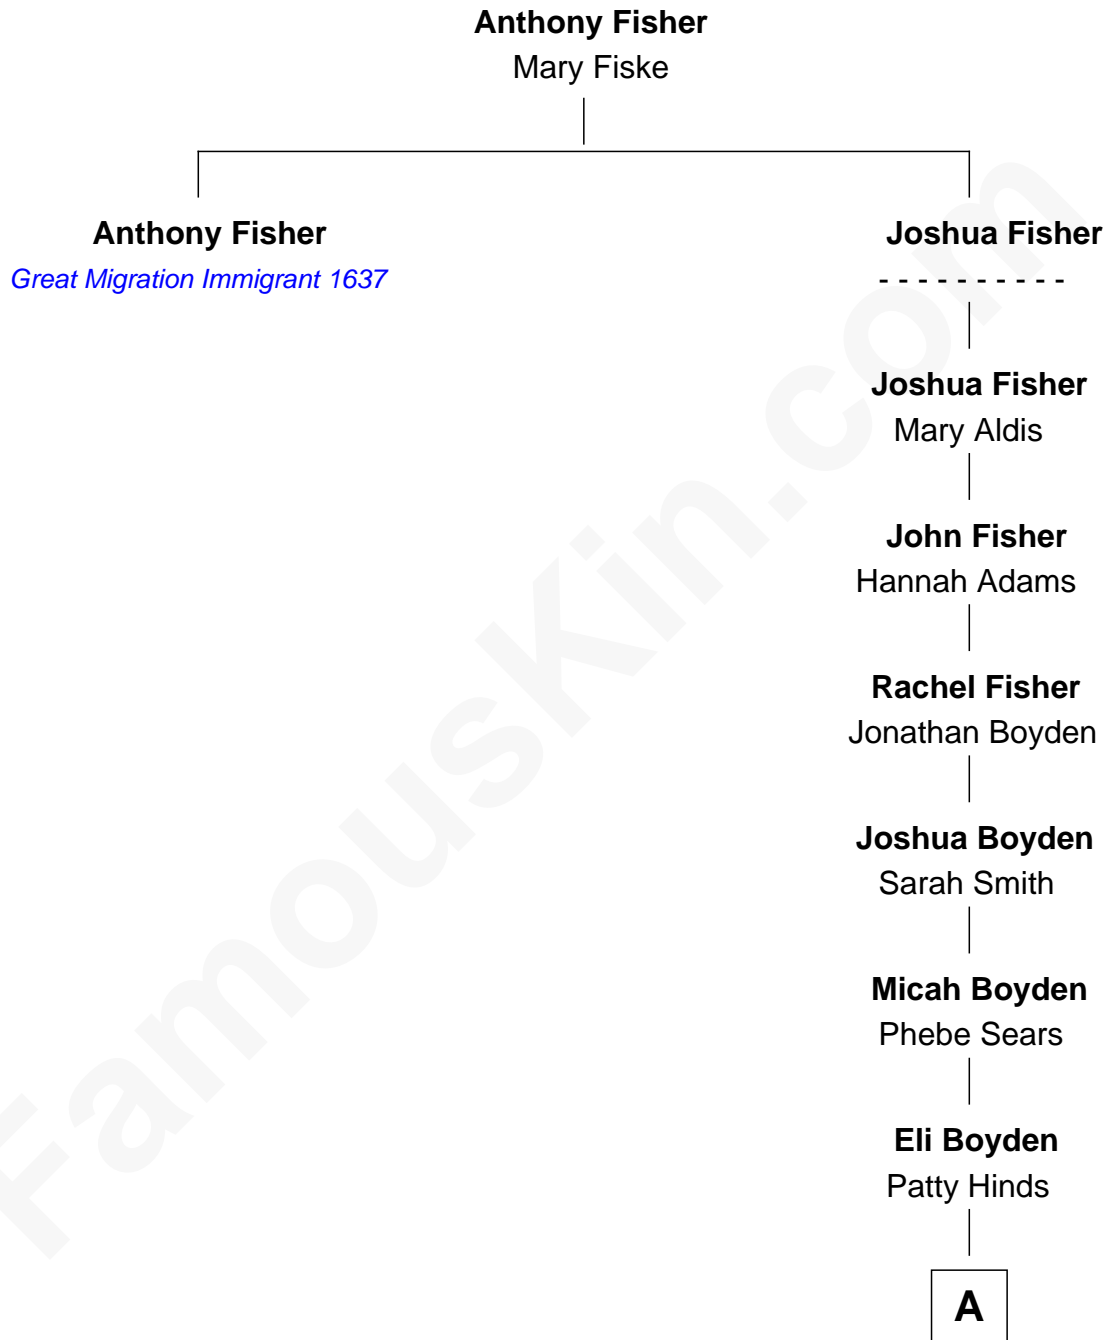 Anthony Fisher
Mary Fiske
Anthony Fisher
Great Migration Immigrant 1637
Joshua Fisher
- - - - - - - - - -
Joshua Fisher
Mary Aldis
John Fisher
Hannah Adams
Rachel Fisher
Jonathan Boyden
Joshua Boyden
Sarah Smith
Micah Boyden
Phebe Sears
Eli Boyden
Patty Hinds
A
FamousKin.com